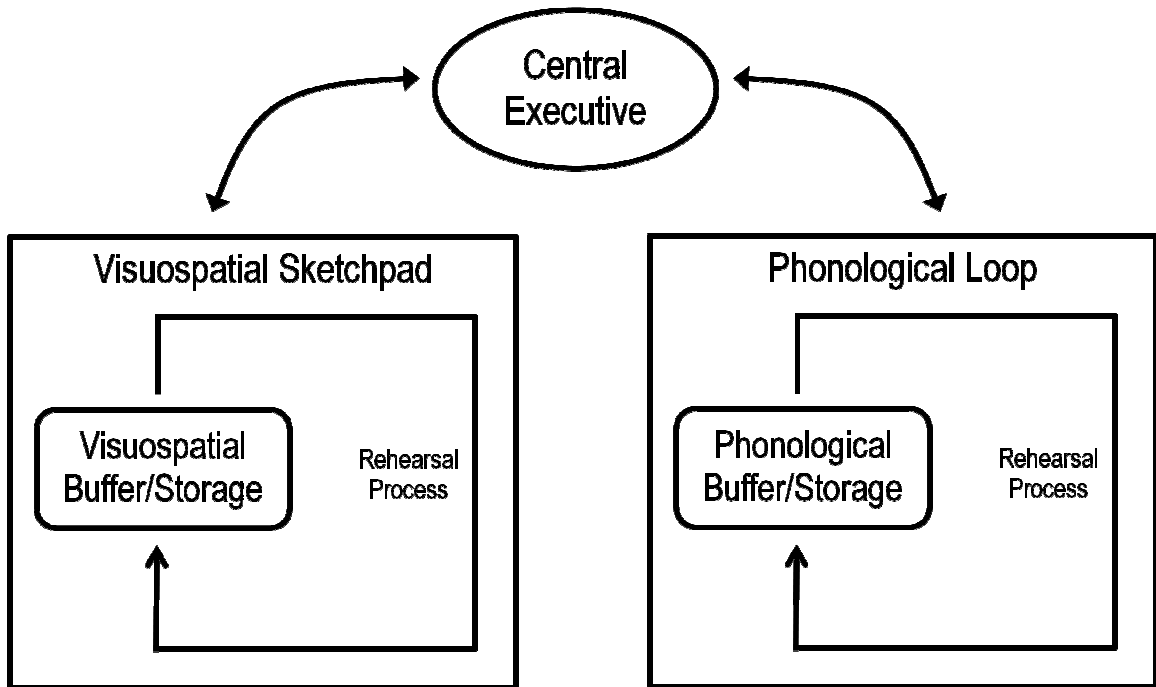 Central
Executive
Visuospatial Sketchpad
Visuospatial
Buffer/Storage
Rehearsal
Process
Phonological Loop
Phonological
Buffer/Storage
Rehearsal
Process